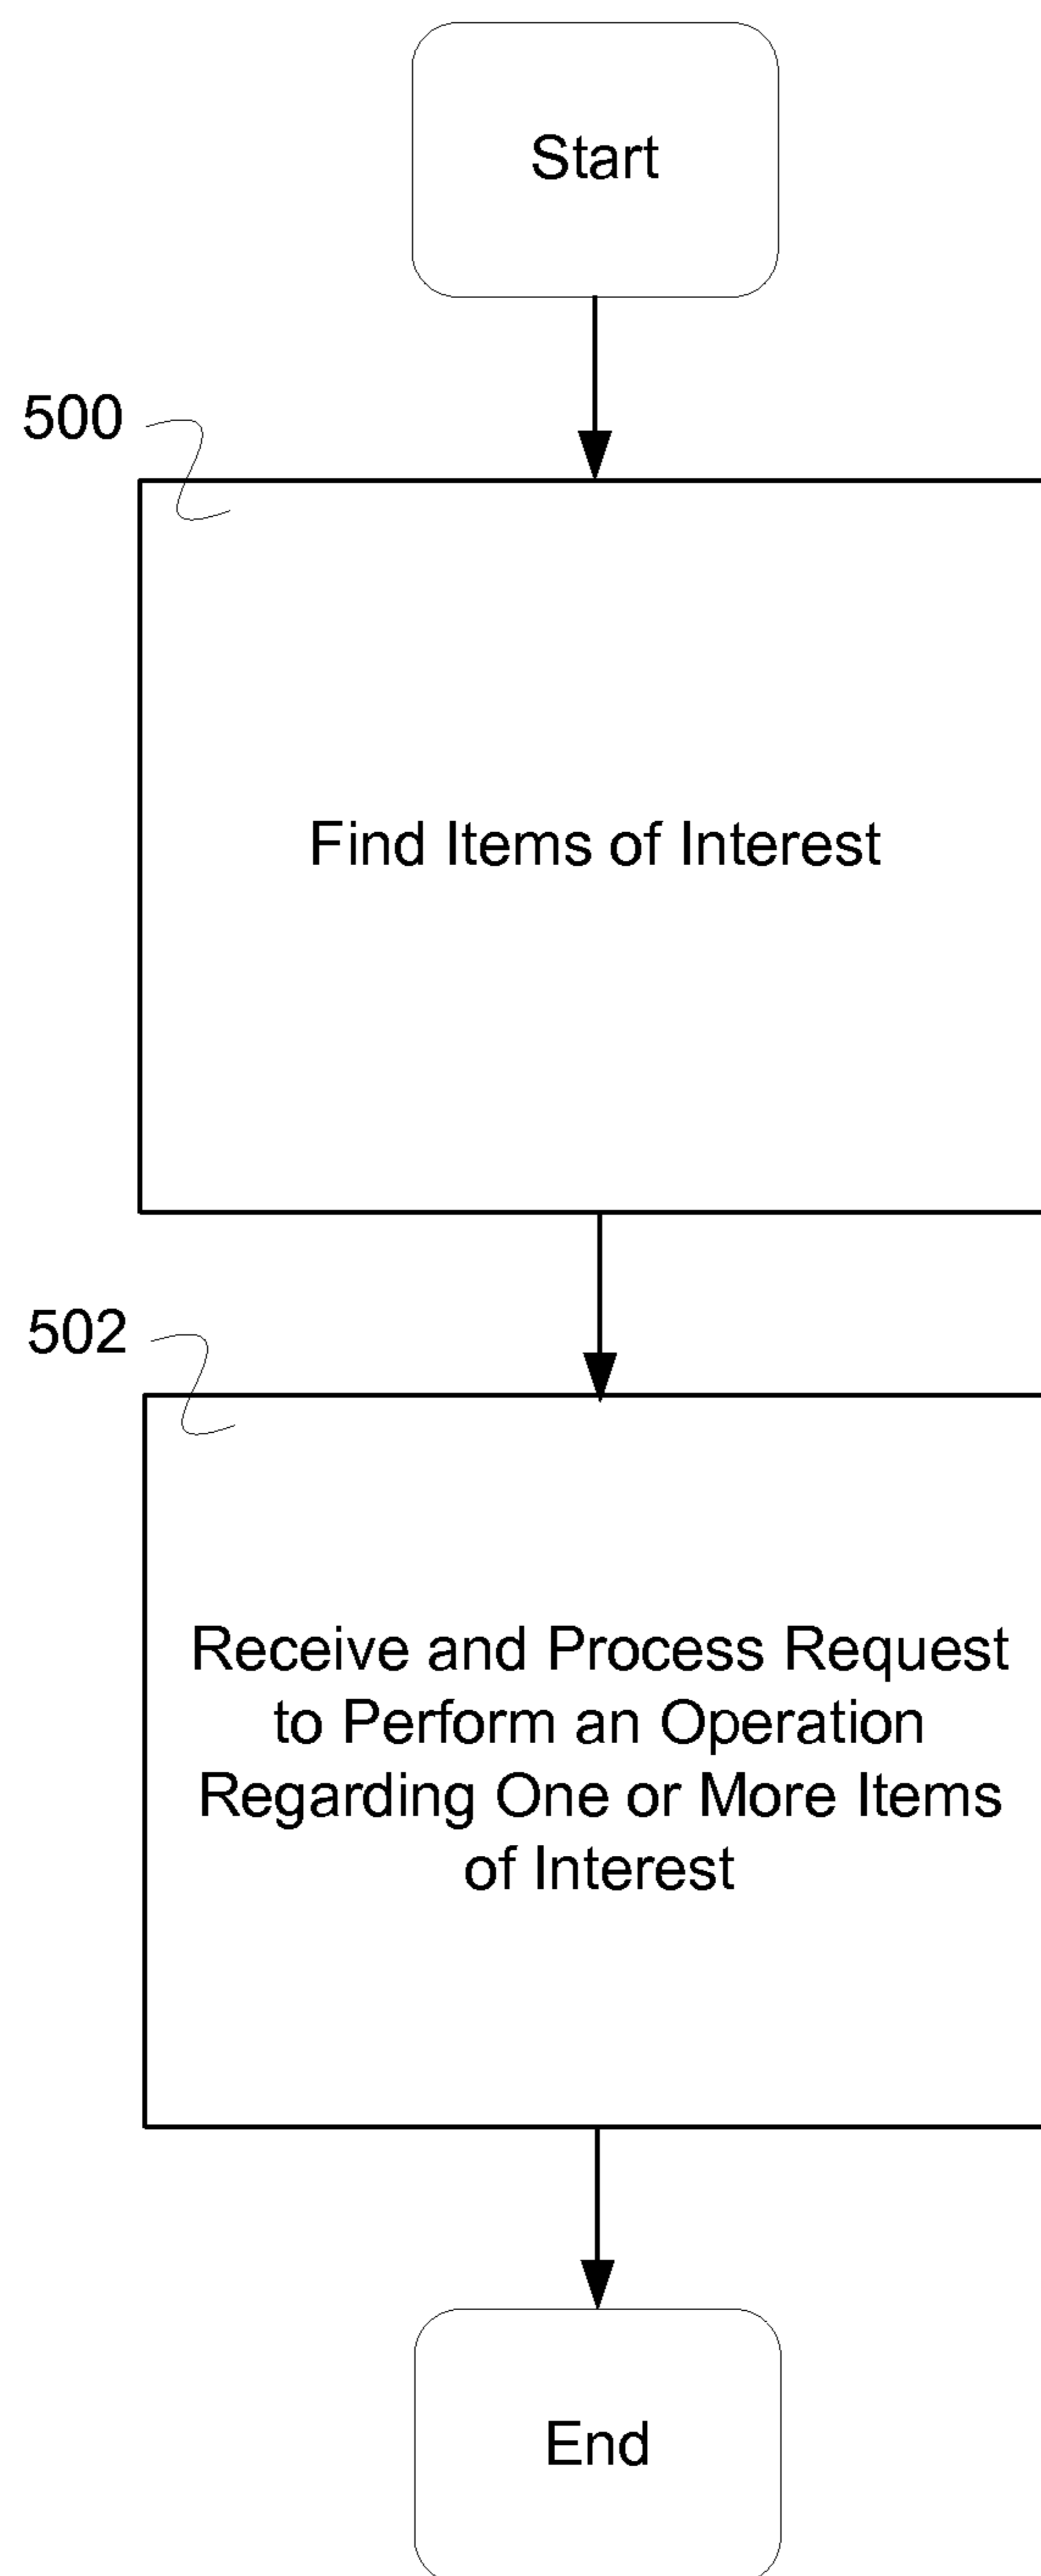 Start
500
Find Items of Interest
502
Receive and Process Request
to Perform an Operation
Regarding One or More Items
of Interest
End